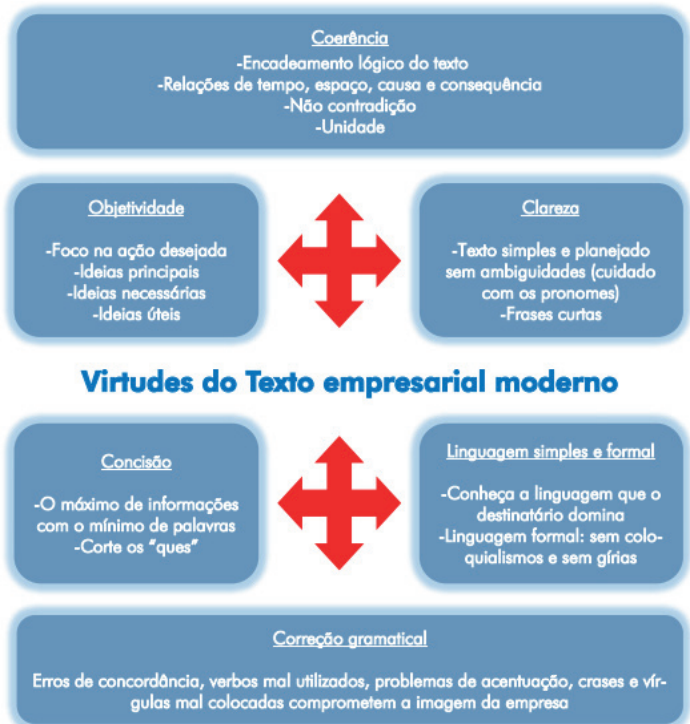 Coerência
-Encadeamento lógico do texto
-Relações de tempo, espaço, causa e consequência
-Não contradição
-Unidade
Objetividade
-Foco na ação desejada
-Ideias principais
-Ideias necessárias
-Ideias úteis
Clareza
-Texto simples e planejado
sem ambiguidades (cuidado
com os pronomes)
-Frases curtas
Virtudes do Texto empresarial moderno
Concisão
-O máximo de informações
com o mínimo de palavras
-Corte os “ques”
Linguagem simples e formal
-Conheça a linguagem que o
destinatário domina
-Linguagem formal: sem colo-
quialismos e sem gírias
Correção gramatical
Erros de concordância, verbos mal utilizados, problemas de acentuação, crases e vír-
gulas mal colocadas comprometem a imagem da empresa